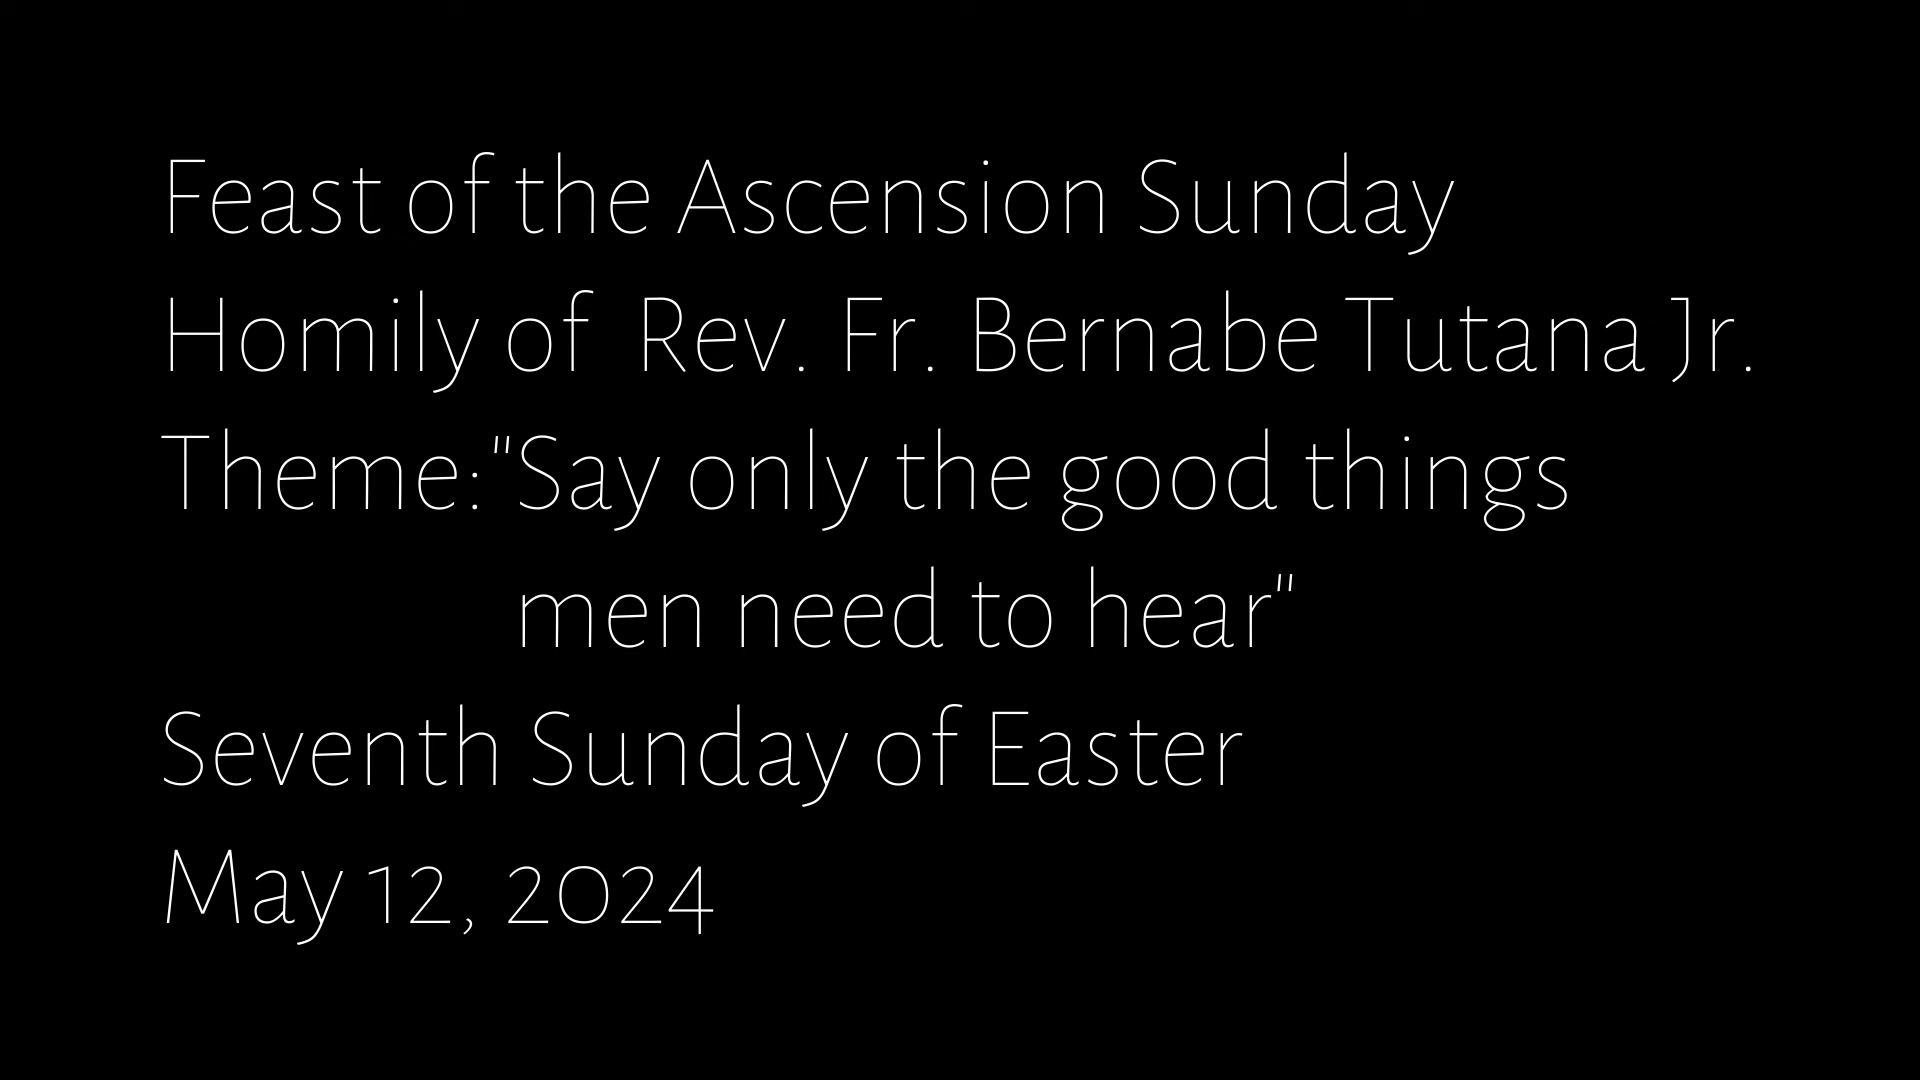 Feast of the Ascension Sunday
Homily of  Rev. Fr. Bernabe Tutana Jr.
Theme:"Say only the good things
men need to hear"
Seventh Sunday of Easter
May 12, 2024